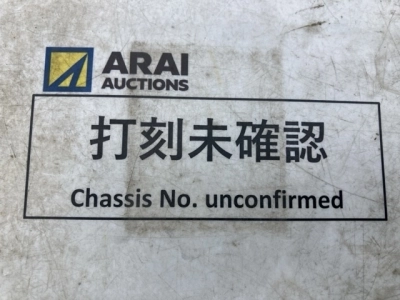 ARAI
AUCTIONS
打刻未確認
Chassis No. unconfirmed